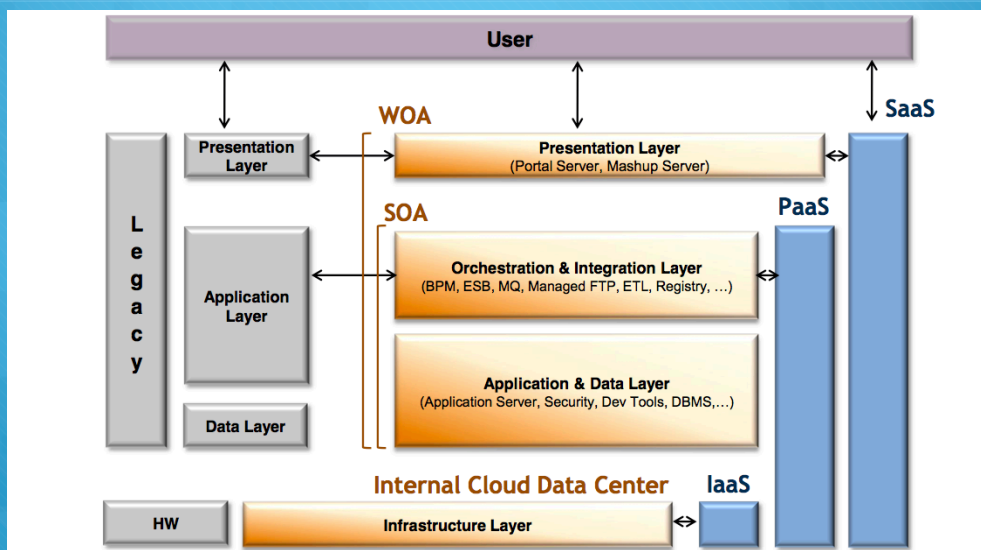 User
WOA
SaaS
Presentation
Layer
Presentation Layer
(Portal Server, Mashup Server)
L
e
g
a
c
y
SOA
PaaS
Application
Layer
Orchestration & Integration Layer
(BPM, ESB, MQ, Managed FTP, ETL, Registry, ...)
Application & Data Layer
(Application Server, Security, Dev Tools, DBMS,...)
Data Layer
Internal Cloud Data Center
IaaS
HW
Infrastructure Layer